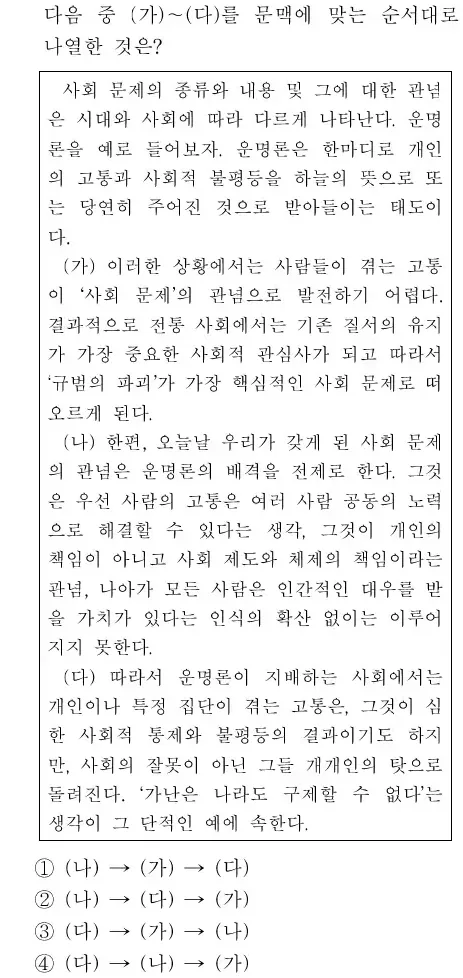 다음 중 (가)~(다)를 문맥에 맞는 순서대로
나열한 것은?
사회 문제의 종류와 내용 및 그에 대한 관념
은 시대와 사회에 따라 다르게 나타난다. 운명
론을 예로 들어보자. 운명론은 한마디로 개인
의 고통과 사회적 불평등을 하늘의 뜻으로 또
는 당연히 주어진 것으로 받아들이는 태도이
다.
(가) 이러한 상황에서는 사람들이 겪는 고통
이 ‘사회 문제’의 관념으로 발전하기 어렵다.
결과적으로 전통 사회에서는 기존 질서의 유지
가 가장 중요한 사회적 관심사가 되고 따라서
‘규범의 파괴’가 가장 핵심적인 사회 문제로 떠
오르게 된다.
(나) 한편, 오늘날 우리가 갖게 된 사회 문제
의 관념은 운명론의 배격을 전제로 한다. 그것
은 우선 사람의 고통은 여러 사람 공동의 노력
으로 해결할 수 있다는 생각, 그것이 개인의
책임이 아니고 사회 제도와 체제의 책임이라는
관념, 나아가 모든 사람은 인간적인 대우를 받
을 가치가 있다는 인식의 확산 없이는 이루어
지지 못한다.
(다) 따라서 운명론이 지배하는 사회에서는
개인이나 특정 집단이 겪는 고통은, 그것이 심
한 사회적 통제와 불평등의 결과이기도 하지
만, 사회의 잘못이 아닌 그들 개개인의 탓으로
돌려진다. ‘가난은 나라도 구제할 수 없다’는
생각이 그 단적인 예에 속한다.
① (나) → (가) → (다)
② (나) → (다) → (가)
③ (다) → (가) → (나)
④ (다) → (나) → (가)